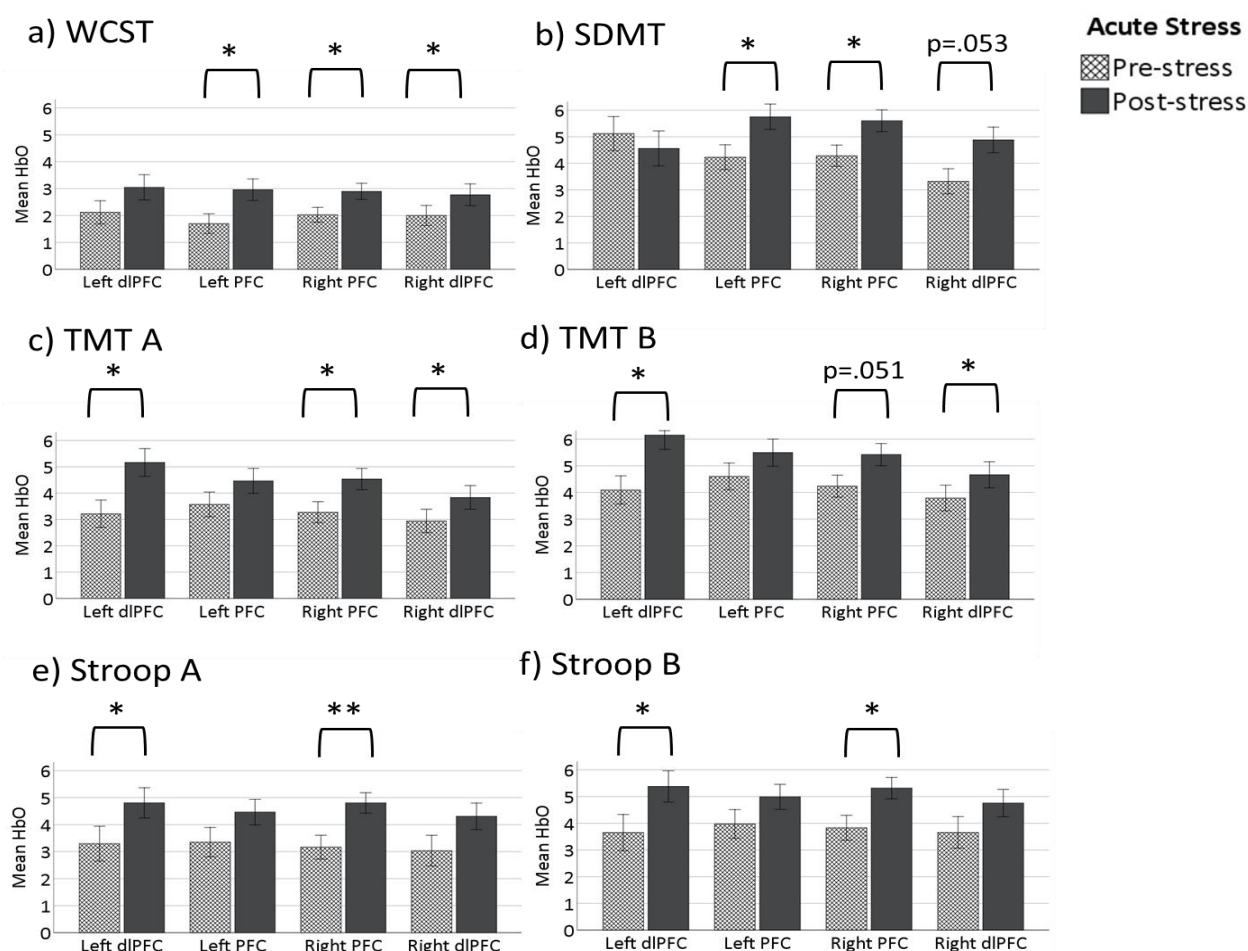 a) WCST
* * *
Mean HbO
6
5
4
3
2
1
0
Left dlPFC Left PFC Right PFC Right dlPFC
b) SDMT
* * p=.053
Mean HbO
6
5
4
3
2
1
0
Left dlPFC Left PFC Right PFC Right dlPFC
Acute Stress
Pre-stress
Post-stress
c) TMT A
* * *
Mean HbO
6
5
4
3
2
1
0
Left dlPFC Left PFC Right PFC Right dlPFC
d) TMT B
* p=.051 *
Mean HbO
6
5
4
3
2
1
0
Left dlPFC Left PFC Right PFC Right dlPFC
e) Stroop A
* **
Mean HbO
6
5
4
3
2
1
0
Left dlPFC Left PFC Right PFC Right dlPFC
f) Stroop B
* *
Mean HbO
6
5
4
3
2
1
0
Left dlPFC Left PFC Right PFC Right dlPFC